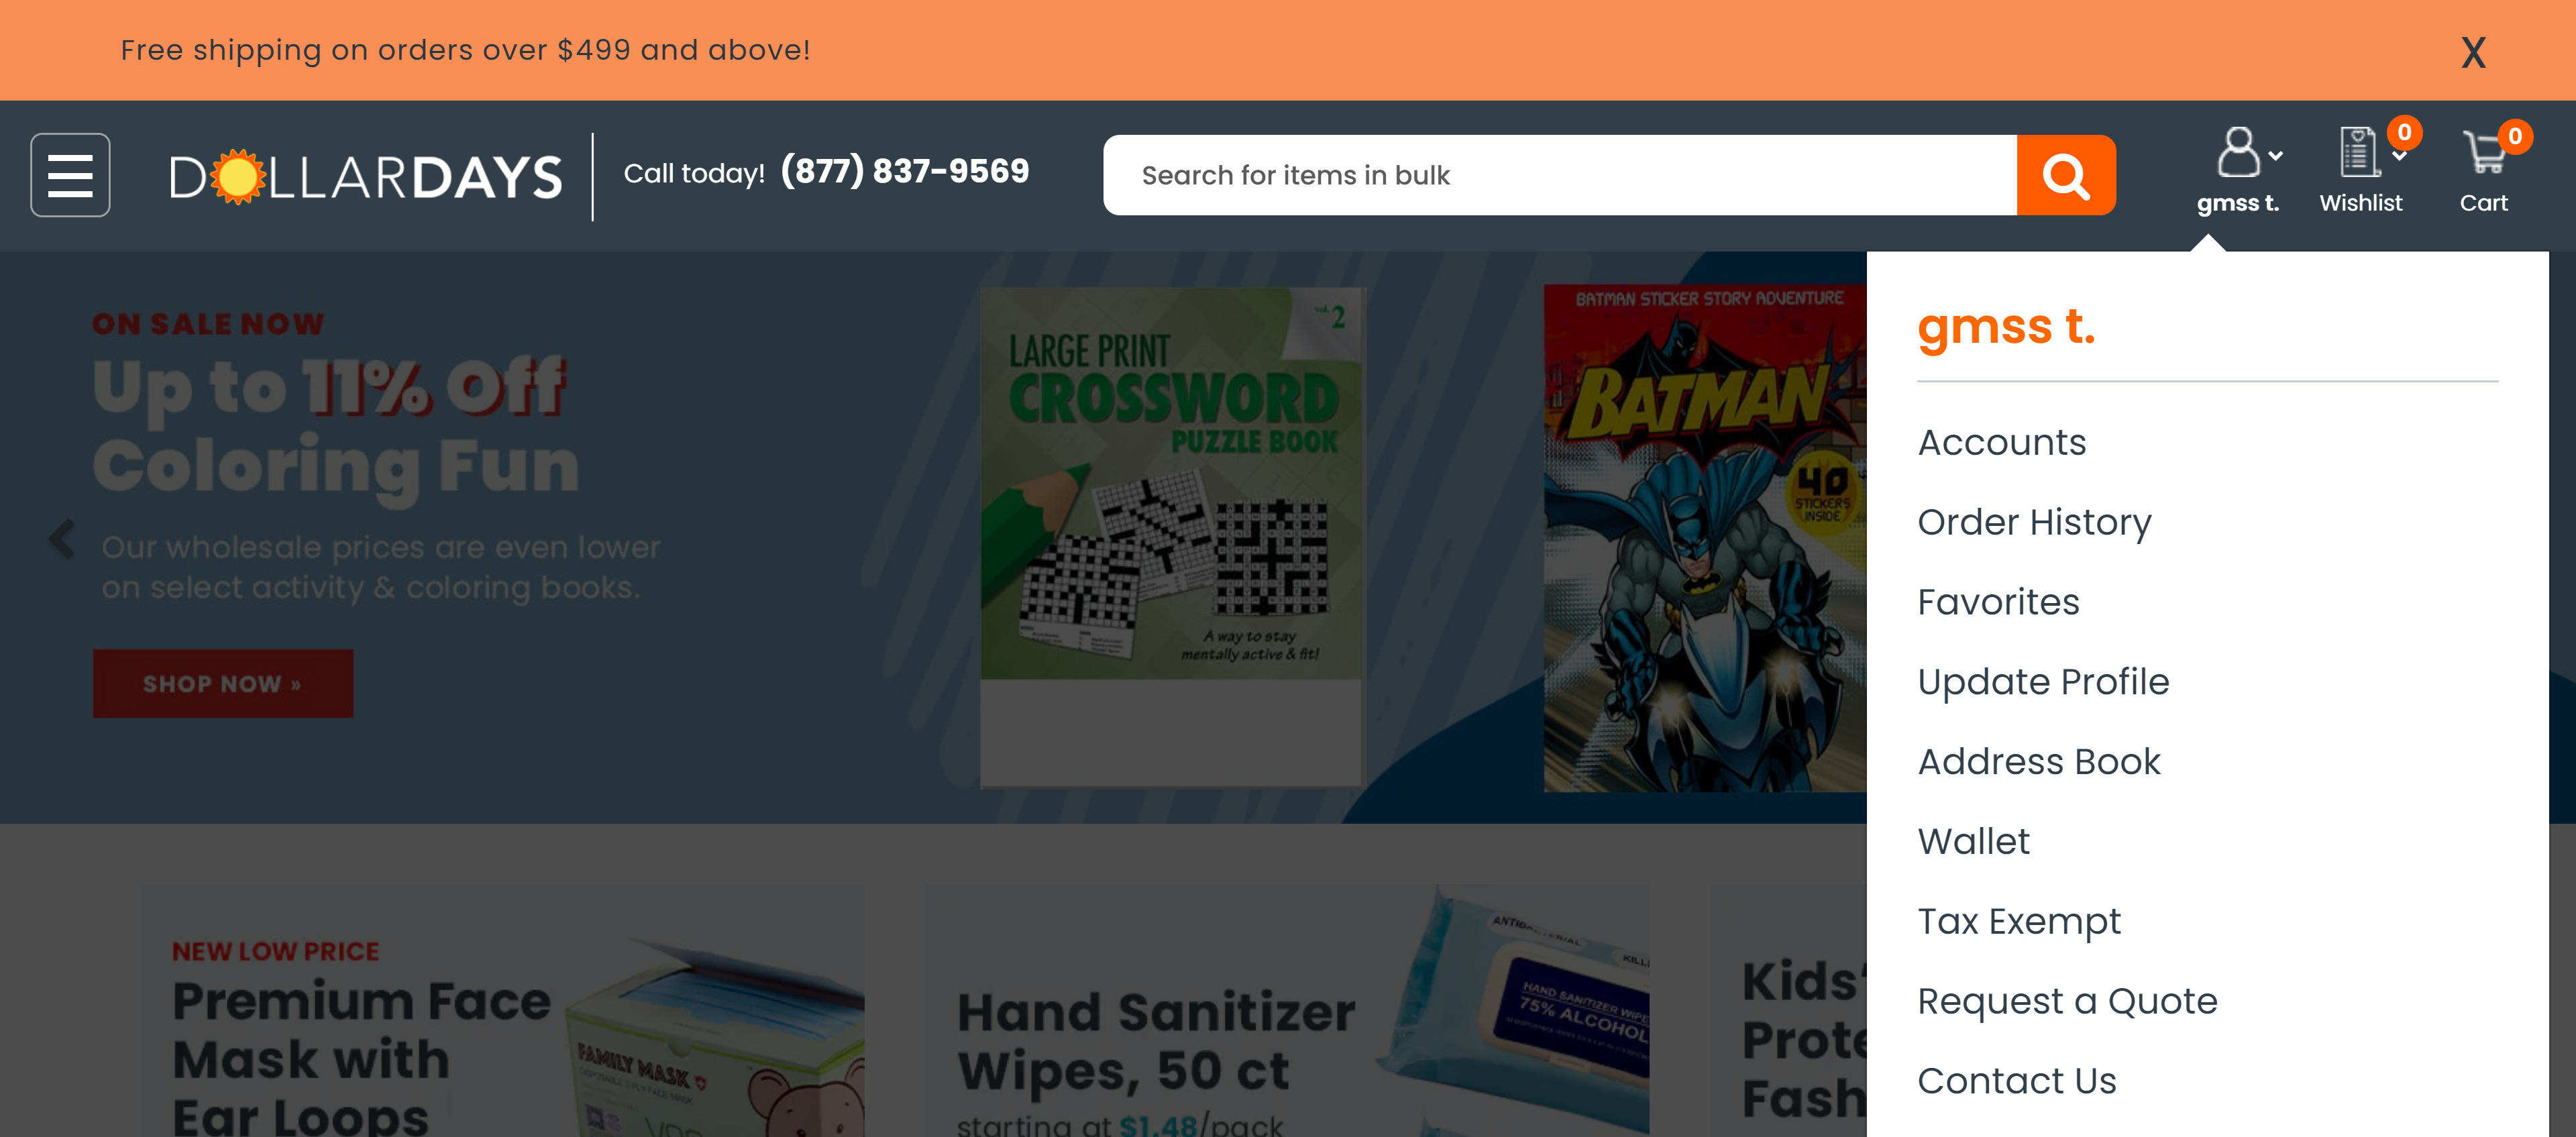 Free shipping on orders over $499 and above!
X
DOLLARDAYS
Call today! (877) 837-9569
Search for items in bulk
gmss t.
0
Wishlist
0
Cart
ON SALE NOW
Up to 11% Off
Coloring Fun
Our wholesale prices are even lower
on select activity & coloring books.
SHOP NOW »
vol. 2
LARGE PRINT
CROSSWORD
PUZZLE BOOK
A way to stay
mentally active & fit!
BATMAN STICKER STORY ADVENTURE
BATMAN
40
STICKERS
INSIDE
gmss t.
Accounts
Order History
Favorites
Update Profile
Address Book
Wallet
Tax Exempt
Request a Quote
Contact Us
NEW LOW PRICE
Premium Face
Mask with
Ear Loops
FAMILY MASK
Hand Sanitizer
Wipes, 50 ct
starting at $1.48/pack
HAND SANITIZER WIPE
75% ALCOHOL
Kids'
Prote
Fash